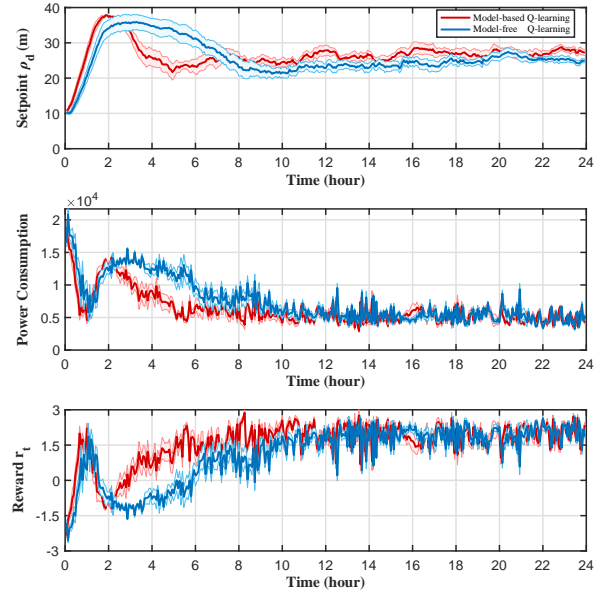 Model-based Q-learning
Model-free Q-learning
Setpoint ρd (m)
40
30
20
10
0
0 2 4 6 8 10 12 14 16 18 20 22 24
Time (hour)
×10⁴
Power Consumption
2
1.5
1
0.5
0
0 2 4 6 8 10 12 14 16 18 20 22 24
Time (hour)
Reward rt
3
1.5
0
-1.5
-3
0 2 4 6 8 10 12 14 16 18 20 22 24
Time (hour)